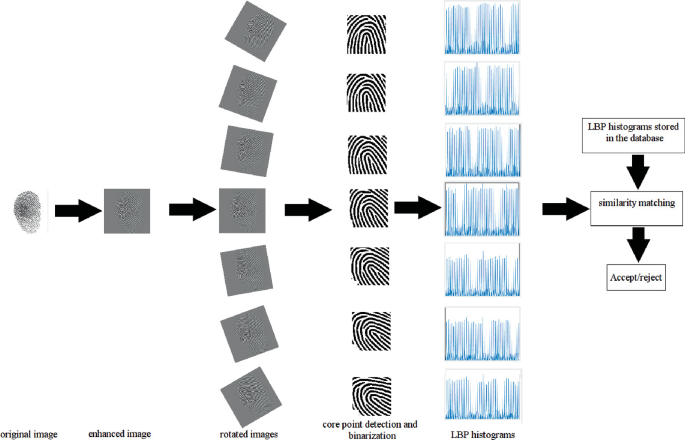 LBP histograms stored
in the database
similarity matching
Accept/reject
original image
enhanced image
rotated images
core point detection and
binarization
LBP histograms